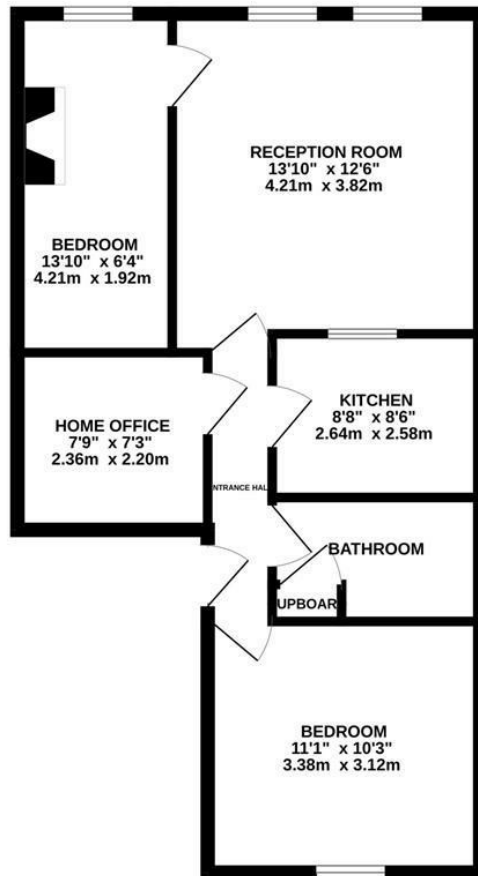 RECEPTION ROOM
13'10" x 12'6"
4.21m x 3.82m
BEDROOM
13'10" x 6'4"
4.21m x 1.92m
HOME OFFICE
7'9" x 7'3"
2.36m x 2.20m
KITCHEN
8'8" x 8'6"
2.64m x 2.58m
NTRANCE HAL
BATHROOM
UPBOAR
BEDROOM
11'1" x 10'3"
3.38m x 3.12m